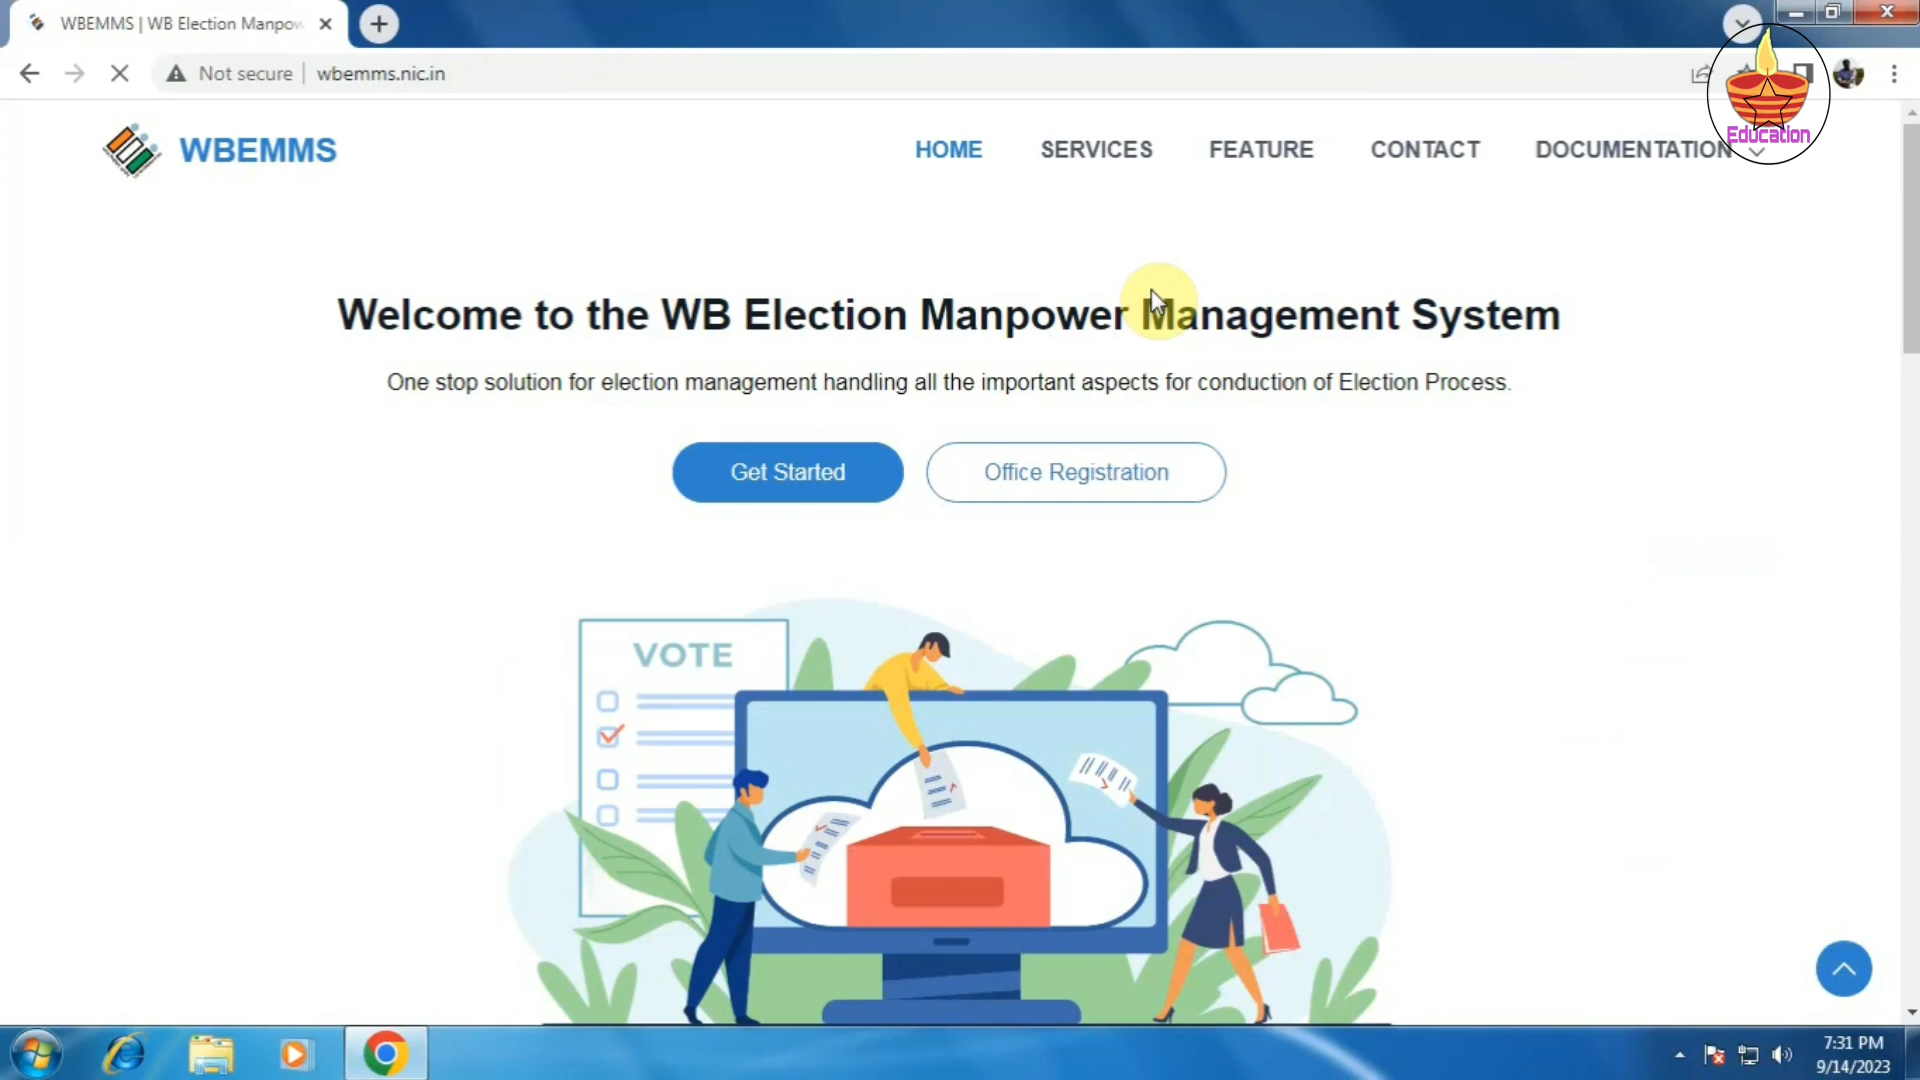 WBEMMS | WB Election Manpow
Not secure
wbemms.nic.in
WBEMMS
HOME
SERVICES
FEATURE
CONTACT
DOCUMENTATION
Education
Welcome to the WB Election Manpower Management System
One stop solution for election management handling all the important aspects for conduction of Election Process.
Get Started
Office Registration
VOTE
7:31 PM
9/14/2023